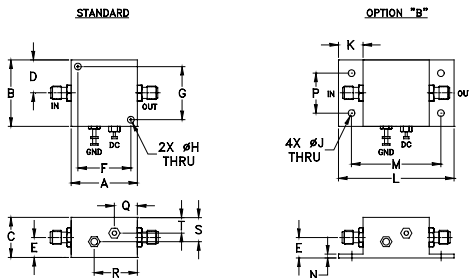 STANDARD
OPTION "B"
K
D
B
G
P
IN
OUT
IN
OU
GND
DC
2X ØH
THRU
4X ØJ
THRU
GND
DC
F
A
M
L
Q
T
S
C
E
R
E
N